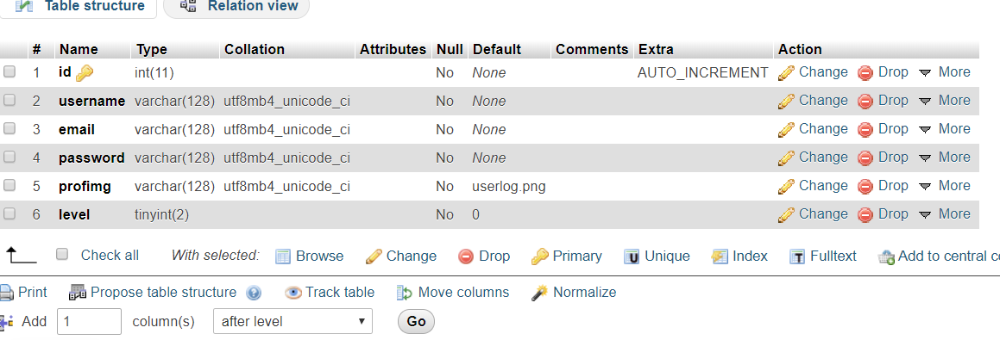 Table structure Relation view
# Name Type Collation Attributes Null Default Comments Extra Action
1 id int(11) No None AUTO_INCREMENT Change Drop More
2 username varchar(128) utf8mb4_unicode_ci No None Change Drop More
3 email varchar(128) utf8mb4_unicode_ci No None Change Drop More
4 password varchar(128) utf8mb4_unicode_ci No None Change Drop More
5 profimg varchar(128) utf8mb4_unicode_ci No userlog.png Change Drop More
6 level tinyint(2) No 0 Change Drop More
Check all With selected: Browse Change Drop Primary U Unique Index T Fulltext Add to central c
Print Propose table structure ? Track table Move columns Normalize
Add 1 column(s) after level Go